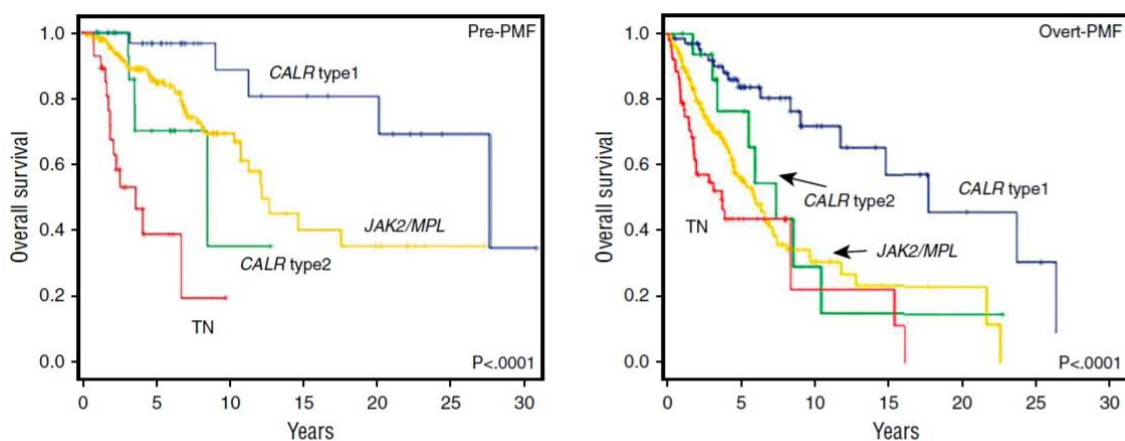 Pre-PMF
1.0
0.8
0.6
0.4
0.2
0.0
Overall survival
CALR type1
JAK2/MPL
CALR type2
TN
P<.0001
0 5 10 15 20 25 30
Years
Overt-PMF
1.0
0.8
0.6
0.4
0.2
0.0
Overall survival
CALR type1
CALR type2
TN
JAK2/MPL
P<.0001
0 5 10 15 20 25 30
Years